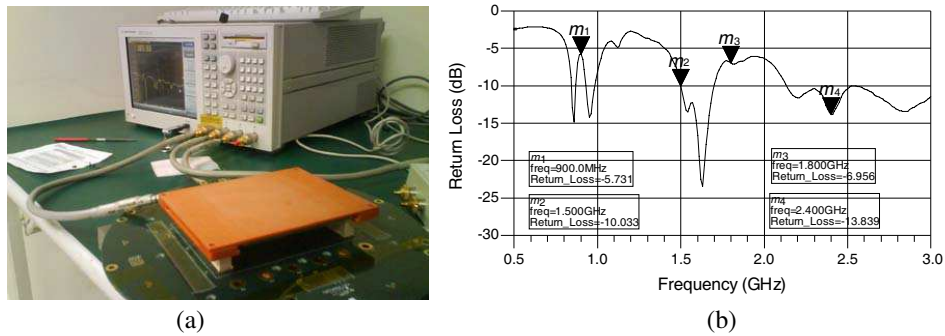 0
-5
-10
-15
-20
-25
-30
Return Loss (dB)
m1
m2
m3
m4
m1
freq=900.0MHz
Return_Loss=-5.731
m2
freq=1.500GHz
Return_Loss=-10.033
m3
freq=1.800GHz
Return_Loss=-6.956
m4
freq=2.400GHz
Return_Loss=-13.839
0.5 1.0 1.5 2.0 2.5 3.0
Frequency (GHz)
(a) (b)